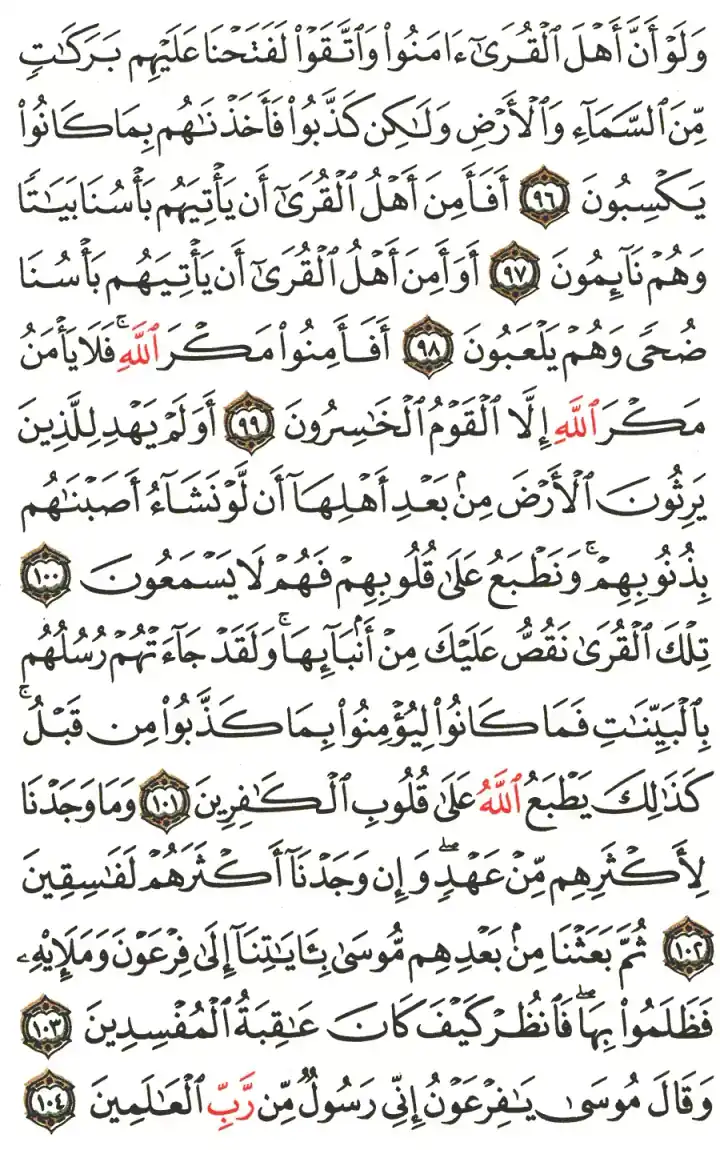 وَلَوْ أَنَّ أَهْلَ ٱلْقُرَىٰٓ ءَامَنُوا۟ وَٱتَّقَوْا۟ لَفَتَحْنَا عَلَيْهِم بَرَكَٰتٍ
مِّنَ ٱلسَّمَآءِ وَٱلْأَرْضِ وَلَٰكِن كَذَّبُوا۟ فَأَخَذْنَٰهُم بِمَا كَانُوا۟
يَكْسِبُونَ ٩٦ أَفَأَمِنَ أَهْلُ ٱلْقُرَىٰٓ أَن يَأْتِيَهُم بَأْسُنَا بَيَٰتًا
وَهُمْ نَآئِمُونَ ٩٧ أَوَأَمِنَ أَهْلُ ٱلْقُرَىٰٓ أَن يَأْتِيَهُم بَأْسُنَا
ضُحًى وَهُمْ يَلْعَبُونَ ٩٨ أَفَأَمِنُوا۟ مَكْرَ ٱللَّهِ ۚ فَلَا يَأْمَنُ
مَكْرَ ٱللَّهِ إِلَّا ٱلْقَوْمُ ٱلْخَٰسِرُونَ ٩٩ أَوَلَمْ يَهْدِ لِلَّذِينَ
يَرِثُونَ ٱلْأَرْضَ مِنۢ بَعْدِ أَهْلِهَآ أَن لَّوْ نَشَآءُ أَصَبْنَٰهُم
بِذُنُوبِهِمْ ۚ وَنَطْبَعُ عَلَىٰ قُلُوبِهِمْ فَهُمْ لَا يَسْمَعُونَ ١٠٠
تِلْكَ ٱلْقُرَىٰ نَقُصُّ عَلَيْكَ مِنْ أَنۢبَآئِهَا ۚ وَلَقَدْ جَآءَتْهُمْ رُسُلُهُم
بِٱلْبَيِّنَٰتِ فَمَا كَانُوا۟ لِيُؤْمِنُوا۟ بِمَا كَذَّبُوا۟ مِن قَبْلُ ۚ
كَذَٰلِكَ يَطْبَعُ ٱللَّهُ عَلَىٰ قُلُوبِ ٱلْكَٰفِرِينَ ١٠١ وَمَا وَجَدْنَا
لِأَكْثَرِهِم مِّنْ عَهْدٍ ۖ وَإِن وَجَدْنَآ أَكْثَرَهُمْ لَفَٰسِقِينَ
١٠٢ ثُمَّ بَعَثْنَا مِنۢ بَعْدِهِم مُّوسَىٰ بِـَٔايَٰتِنَآ إِلَىٰ فِرْعَوْنَ وَمَلَإِي۟هِۦ
فَظَلَمُوا۟ بِهَا ۖ فَٱنظُرْ كَيْفَ كَانَ عَٰقِبَةُ ٱلْمُفْسِدِينَ ١٠٣
وَقَالَ مُوسَىٰ يَٰفِرْعَوْنُ إِنِّى رَسُولٌ مِّن رَّبِّ ٱلْعَٰلَمِينَ ١٠٤